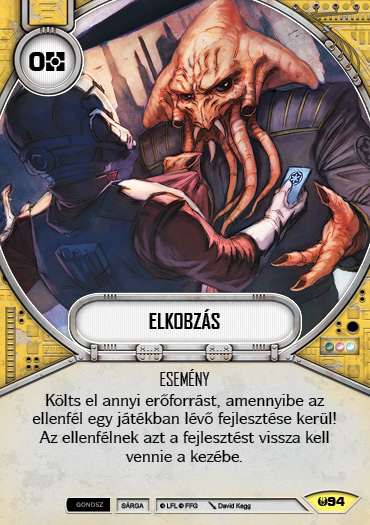 0
ELKOBZÁS
ESEMÉNY
Költs el annyi erőforrást, amennyibe az
ellenfél egy játékban lévő fejlesztése kerül!
Az ellenfélnek azt a fejlesztést vissza kell
vennie a kezébe.
GONOSZ SÁRGA © LFL © FFG David Kegg 94